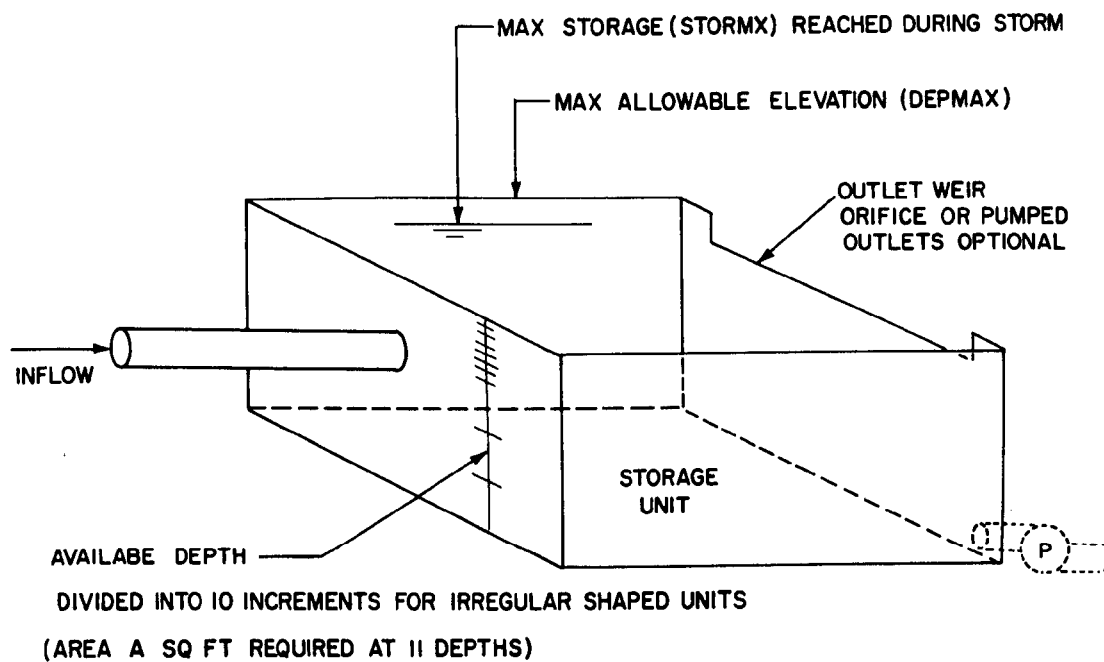 MAX STORAGE (STORMX) REACHED DURING STORM
MAX ALLOWABLE ELEVATION (DEPMAX)
OUTLET WEIR
ORIFICE OR PUMPED
OUTLETS OPTIONAL
INFLOW
STORAGE
UNIT
P
AVAILABE DEPTH
DIVIDED INTO 10 INCREMENTS FOR IRREGULAR SHAPED UNITS
(AREA A SQ FT REQUIRED AT 11 DEPTHS)